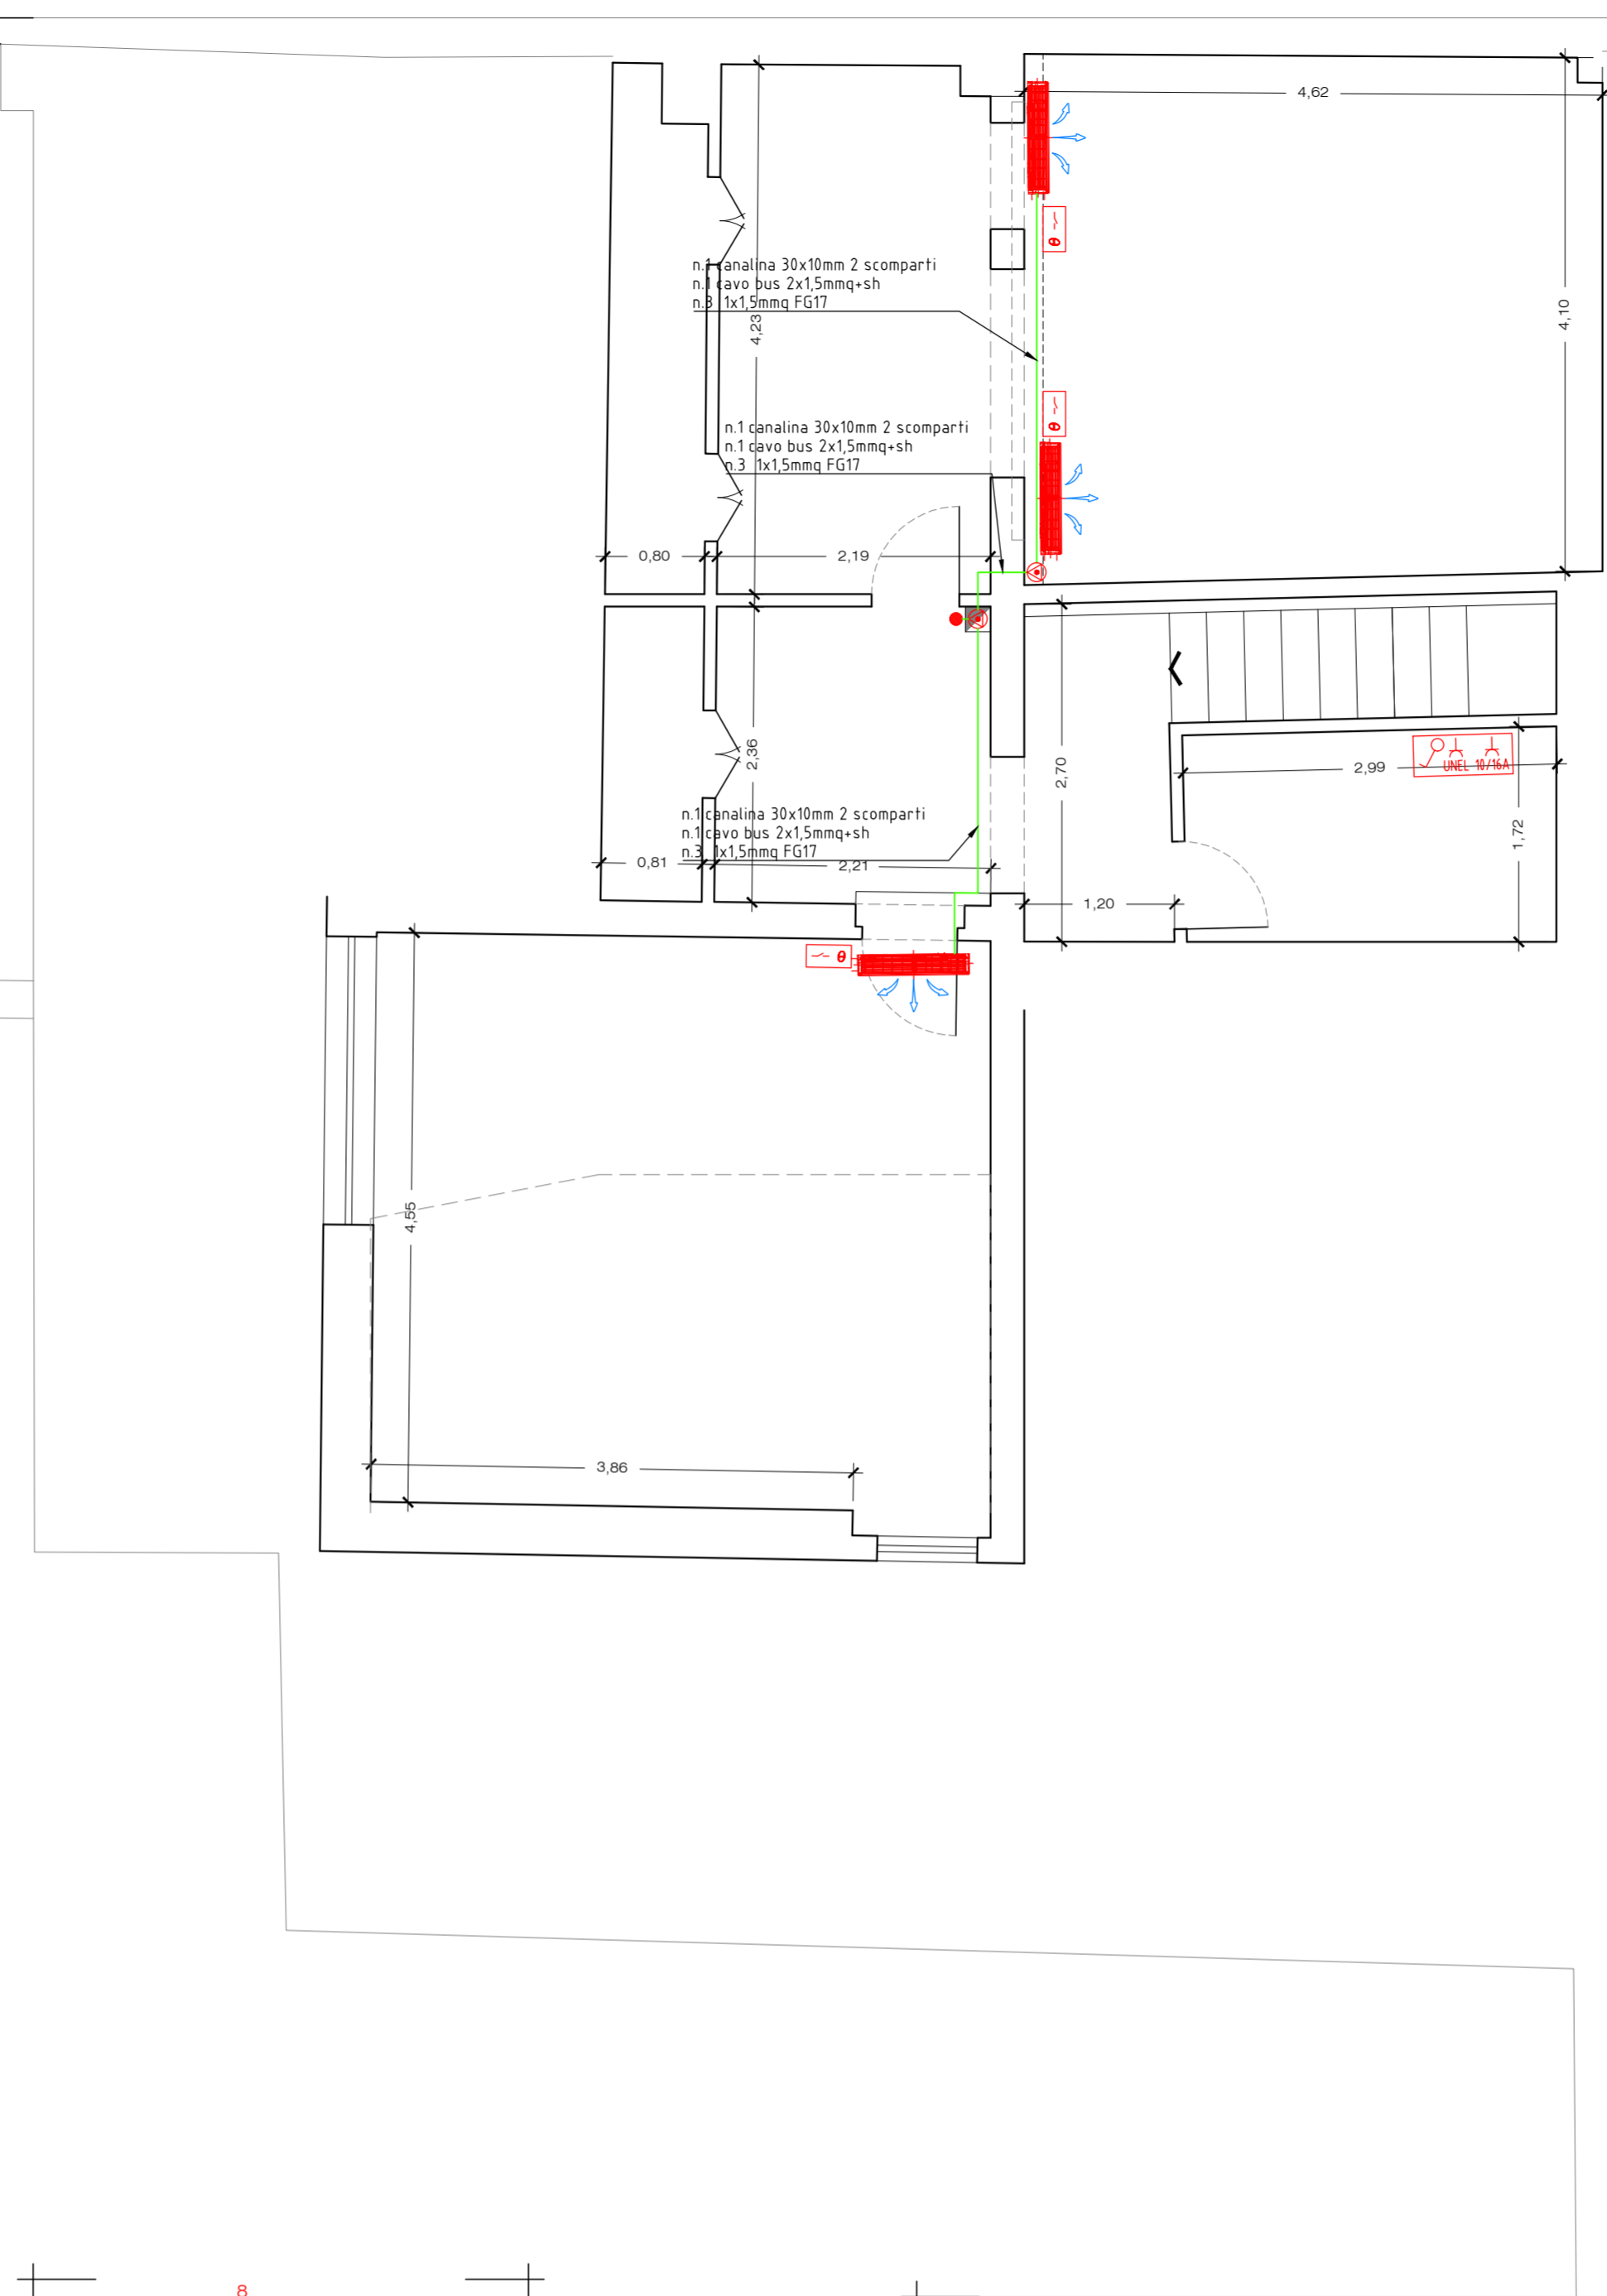 4,62
n.1 canalina 30x10mm 2 scomparti
n.1 cavo bus 2x1,5mmq+sh
n.3 1x1,5mmq FG17
4,23
4,10
θ
θ
n.1 canalina 30x10mm 2 scomparti
n.1 cavo bus 2x1,5mmq+sh
n.3 1x1,5mmq FG17
0,80
2,19
2,36
2,70
2,99
UNEL 10/16A
1,72
n.1 canalina 30x10mm 2 scomparti
n.1 cavo bus 2x1,5mmq+sh
n.3 1x1,5mmq FG17
0,81
2,21
1,20
θ
4,55
3,86
8